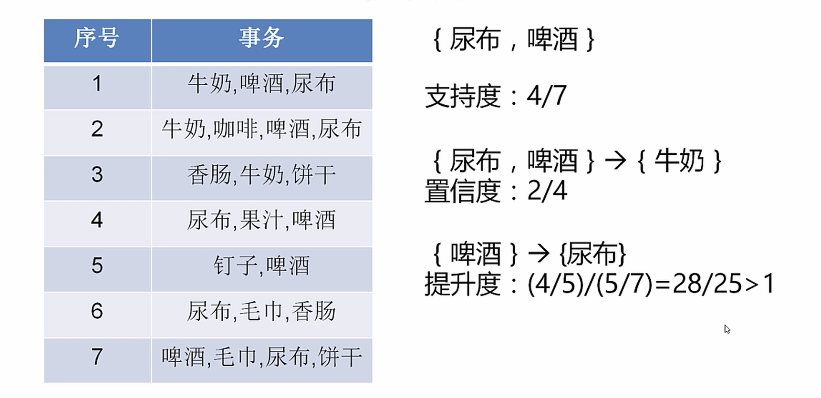 序号 事务
1 牛奶,啤酒,尿布
2 牛奶,咖啡,啤酒,尿布
3 香肠,牛奶,饼干
4 尿布,果汁,啤酒
5 钉子,啤酒
6 尿布,毛巾,香肠
7 啤酒,毛巾,尿布,饼干
{ 尿布，啤酒 }
支持度：4/7
{ 尿布，啤酒 } → { 牛奶 }
置信度：2/4
{ 啤酒 } → {尿布}
提升度：(4/5)/(5/7)=28/25>1